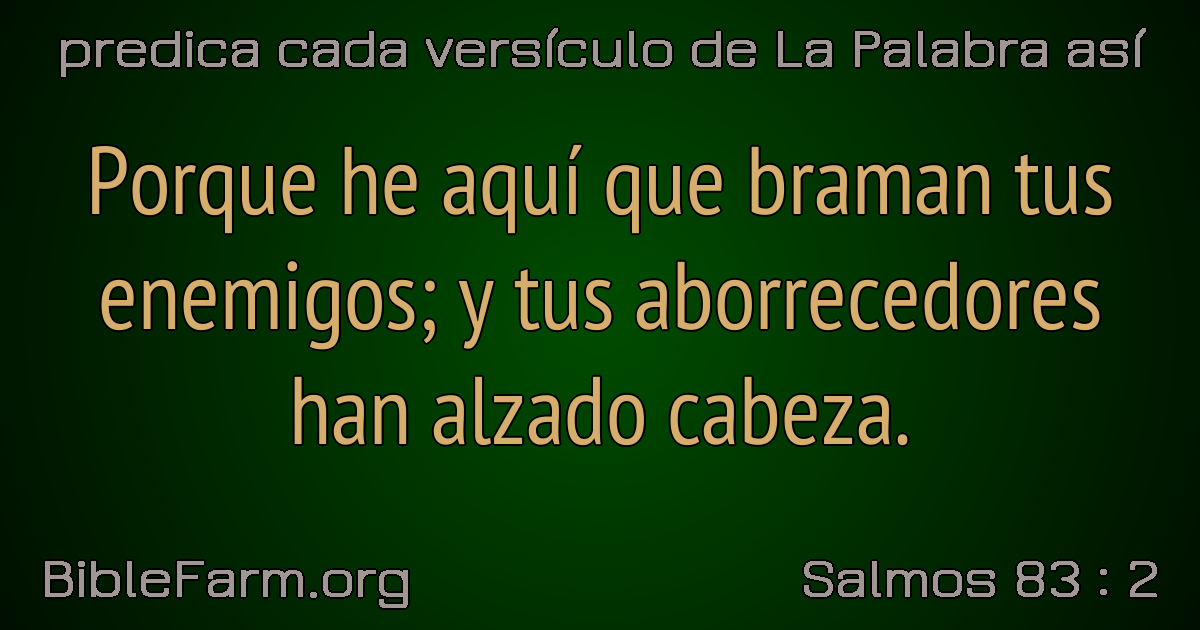 predica cada versículo de La Palabra así
Porque he aquí que braman tus
enemigos; y tus aborrecedores
han alzado cabeza.
BibleFarm.org
Salmos 83 : 2